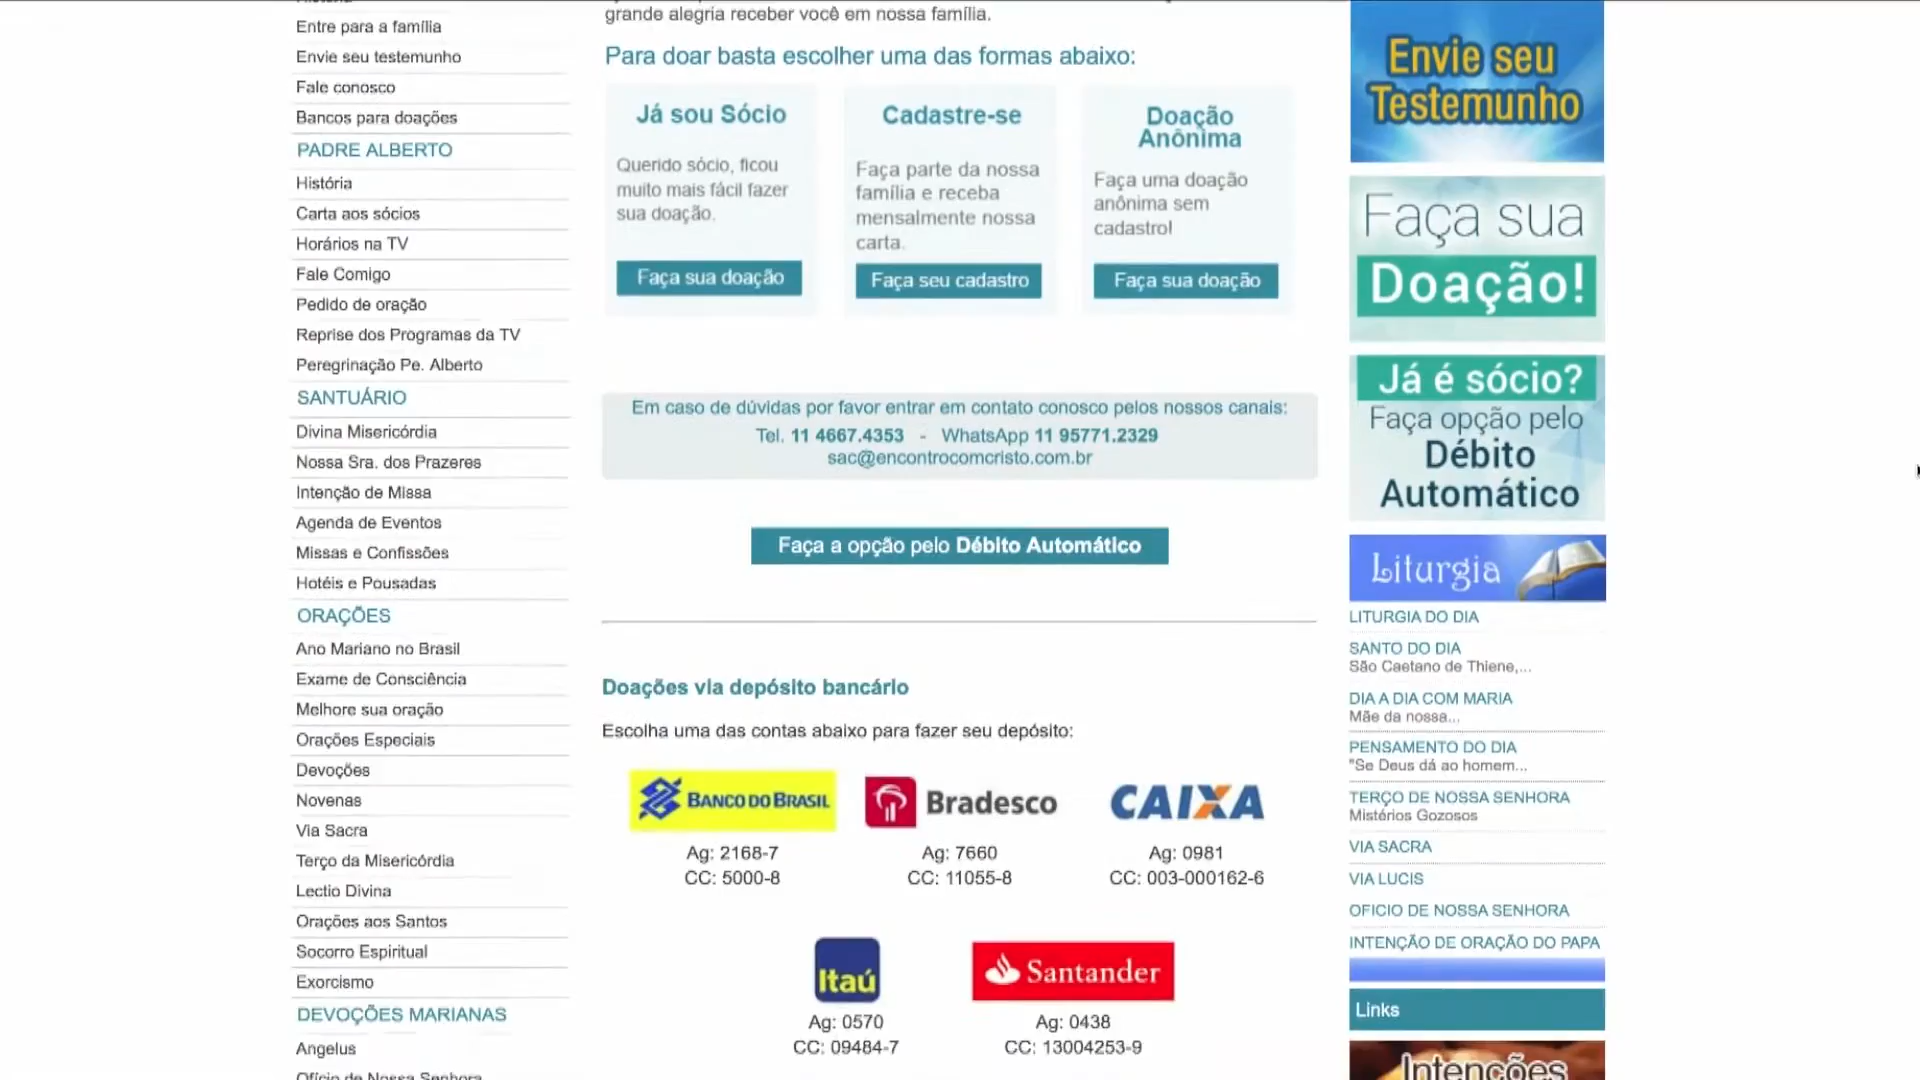 Entre para a família
Envie seu testemunho
Fale conosco
Bancos para doações
PADRE ALBERTO
História
Carta aos sócios
Horários na TV
Fale Comigo
Pedido de oração
Reprise dos Programas da TV
Peregrinação Pe. Alberto
SANTUÁRIO
Divina Misericórdia
Nossa Sra. dos Prazeres
Intenção de Missa
Agenda de Eventos
Missas e Confissões
Hotéis e Pousadas
ORAÇÕES
Ano Mariano no Brasil
Exame de Consciência
Melhore sua oração
Orações Especiais
Devoções
Novenas
Via Sacra
Terço da Misericórdia
Lectio Divina
Orações aos Santos
Socorro Espiritual
Exorcismo
DEVOÇÕES MARIANAS
Angelus
Ofício de Nossa Senhora
grande alegria receber você em nossa família.
Para doar basta escolher uma das formas abaixo:
Já sou Sócio
Querido sócio, ficou
muito mais fácil fazer
sua doação.
Faça sua doação
Cadastre-se
Faça parte da nossa
família e receba
mensalmente nossa
carta.
Faça seu cadastro
Doação
Anônima
Faça uma doação
anônima sem
cadastro!
Faça sua doação
Em caso de dúvidas por favor entrar em contato conosco pelos nossos canais:
Tel. 11 4667.4353 - WhatsApp 11 95771.2329
sac@encontrocomcristo.com.br
Faça a opção pelo Débito Automático
Doações via depósito bancário
Escolha uma das contas abaixo para fazer seu depósito:
BANCO DO BRASIL
Ag: 2168-7
CC: 5000-8
Bradesco
Ag: 7660
CC: 11055-8
CAIXA
Ag: 0981
CC: 003-000162-6
Itaú
Ag: 0570
CC: 09484-7
Santander
Ag: 0438
CC: 13004253-9
Envie seu
Testemunho
Faça sua
Doação!
Já é sócio?
Faça opção pelo
Débito
Automático
Liturgia
LITURGIA DO DIA
SANTO DO DIA
São Caetano de Thiene,...
DIA A DIA COM MARIA
Mãe da nossa...
PENSAMENTO DO DIA
"Se Deus dá ao homem...
TERÇO DE NOSSA SENHORA
Mistérios Gozosos
VIA SACRA
VIA LUCIS
OFICIO DE NOSSA SENHORA
INTENÇÃO DE ORAÇÃO DO PAPA
Links
Intenções